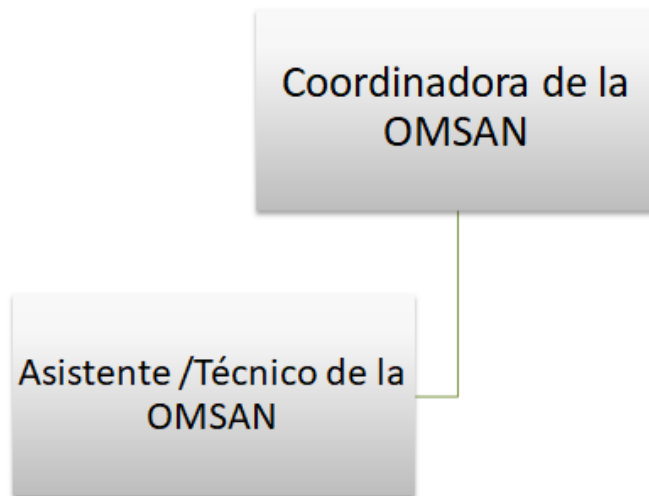 Coordinadora de la
OMSAN
Asistente /Técnico de la
OMSAN